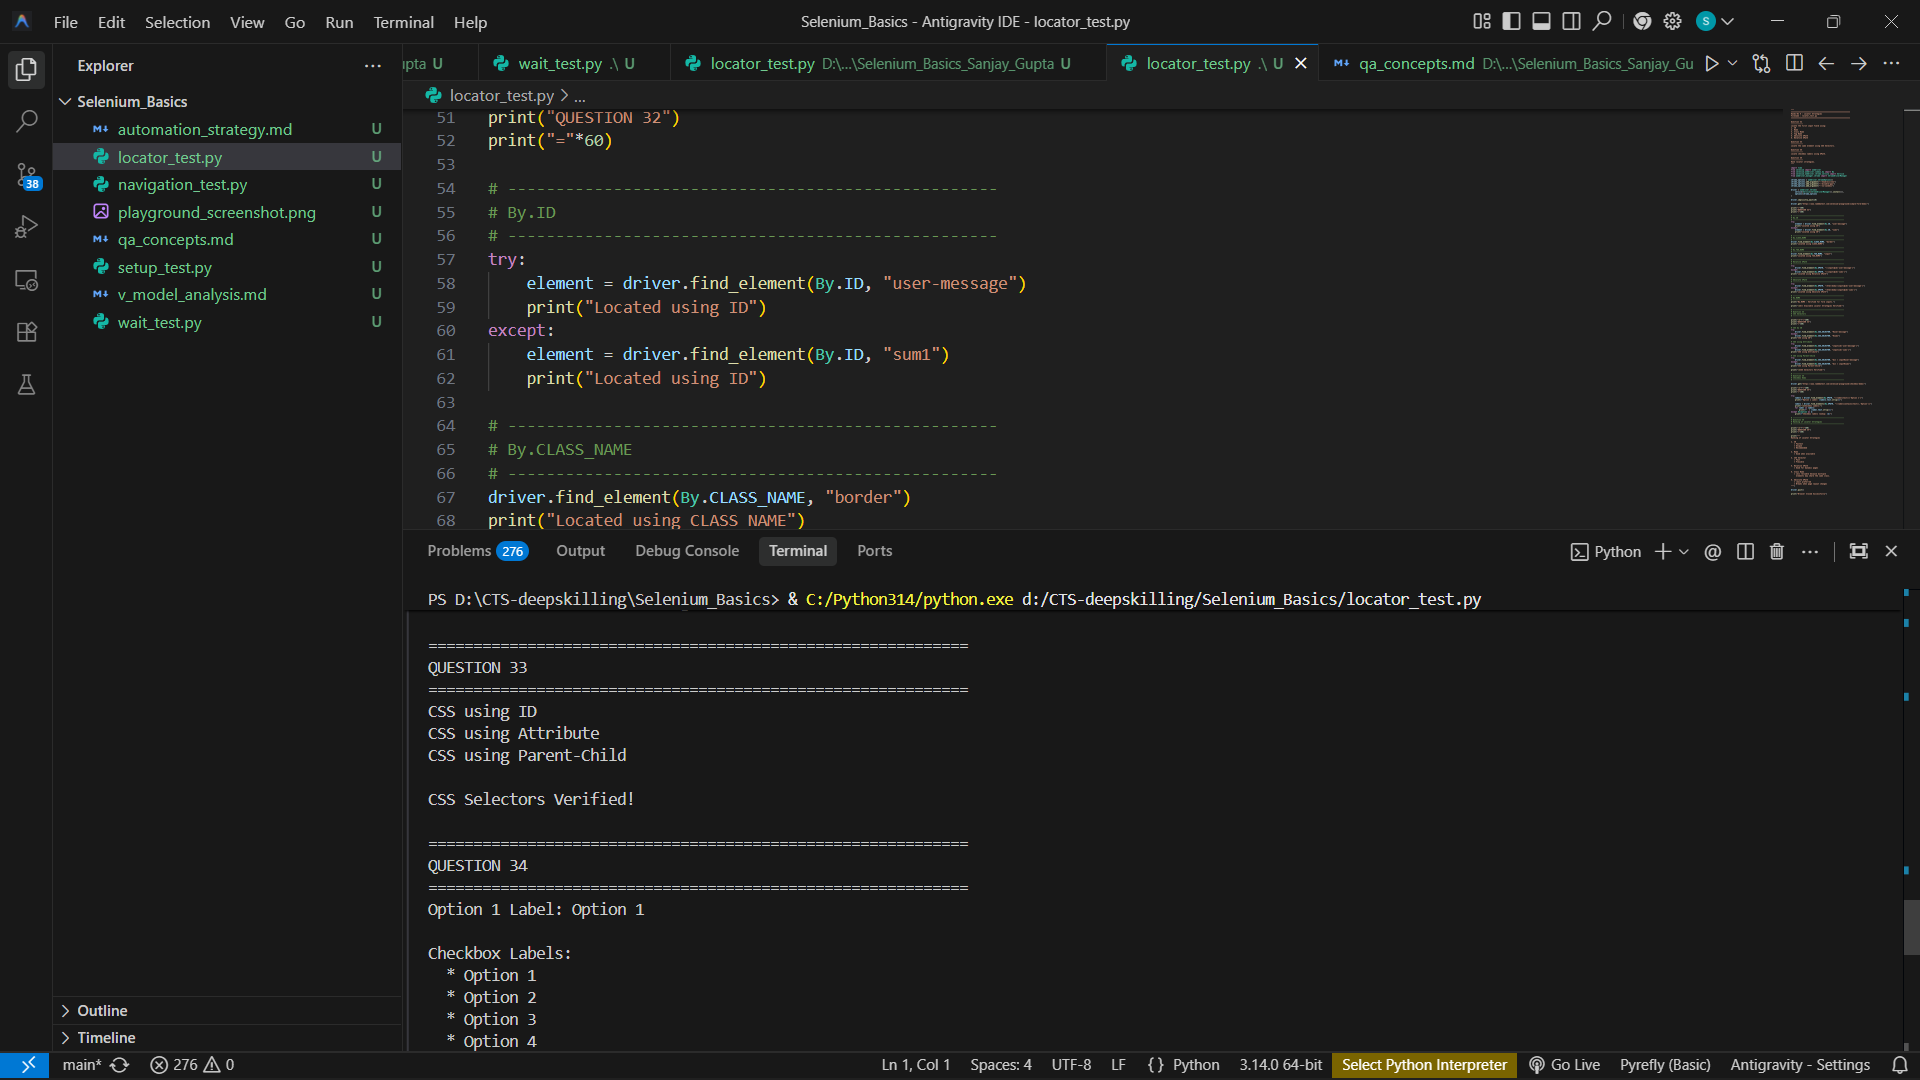 File Edit Selection View Go Run Terminal Help
Selenium_Basics - Antigravity IDE - locator_test.py
S
Explorer
Selenium_Basics
automation_strategy.md U
locator_test.py U
navigation_test.py U
playground_screenshot.png U
qa_concepts.md U
setup_test.py U
v_model_analysis.md U
wait_test.py U
38
Outline
Timeline
upta U
wait_test.py .\ U
locator_test.py D:\...\Selenium_Basics_Sanjay_Gupta U
locator_test.py .\ U
qa_concepts.md D:\...\Selenium_Basics_Sanjay_Gu
locator_test.py > ...
51 print("QUESTION 32")
52 print("="*60)
53
54 # ---------------------------------------------------
55 # By.ID
56 # ---------------------------------------------------
57 try:
58 element = driver.find_element(By.ID, "user-message")
59 print("Located using ID")
60 except:
61 element = driver.find_element(By.ID, "sum1")
62 print("Located using ID")
63
64 # ---------------------------------------------------
65 # By.CLASS_NAME
66 # ---------------------------------------------------
67 driver.find_element(By.CLASS_NAME, "border")
68 print("Located using CLASS NAME")
Problems 276 Output Debug Console Terminal Ports
Python
PS D:\CTS-deepskilling\Selenium_Basics> & C:/Python314/python.exe d:/CTS-deepskilling/Selenium_Basics/locator_test.py
============================================================
QUESTION 33
============================================================
CSS using ID
CSS using Attribute
CSS using Parent-Child
CSS Selectors Verified!
============================================================
QUESTION 34
============================================================
Option 1 Label: Option 1
Checkbox Labels:
* Option 1
* Option 2
* Option 3
* Option 4
main* 276 0
Ln 1, Col 1 Spaces: 4 UTF-8 LF {} Python 3.14.0 64-bit Select Python Interpreter Go Live Pyrefly (Basic) Antigravity - Settings